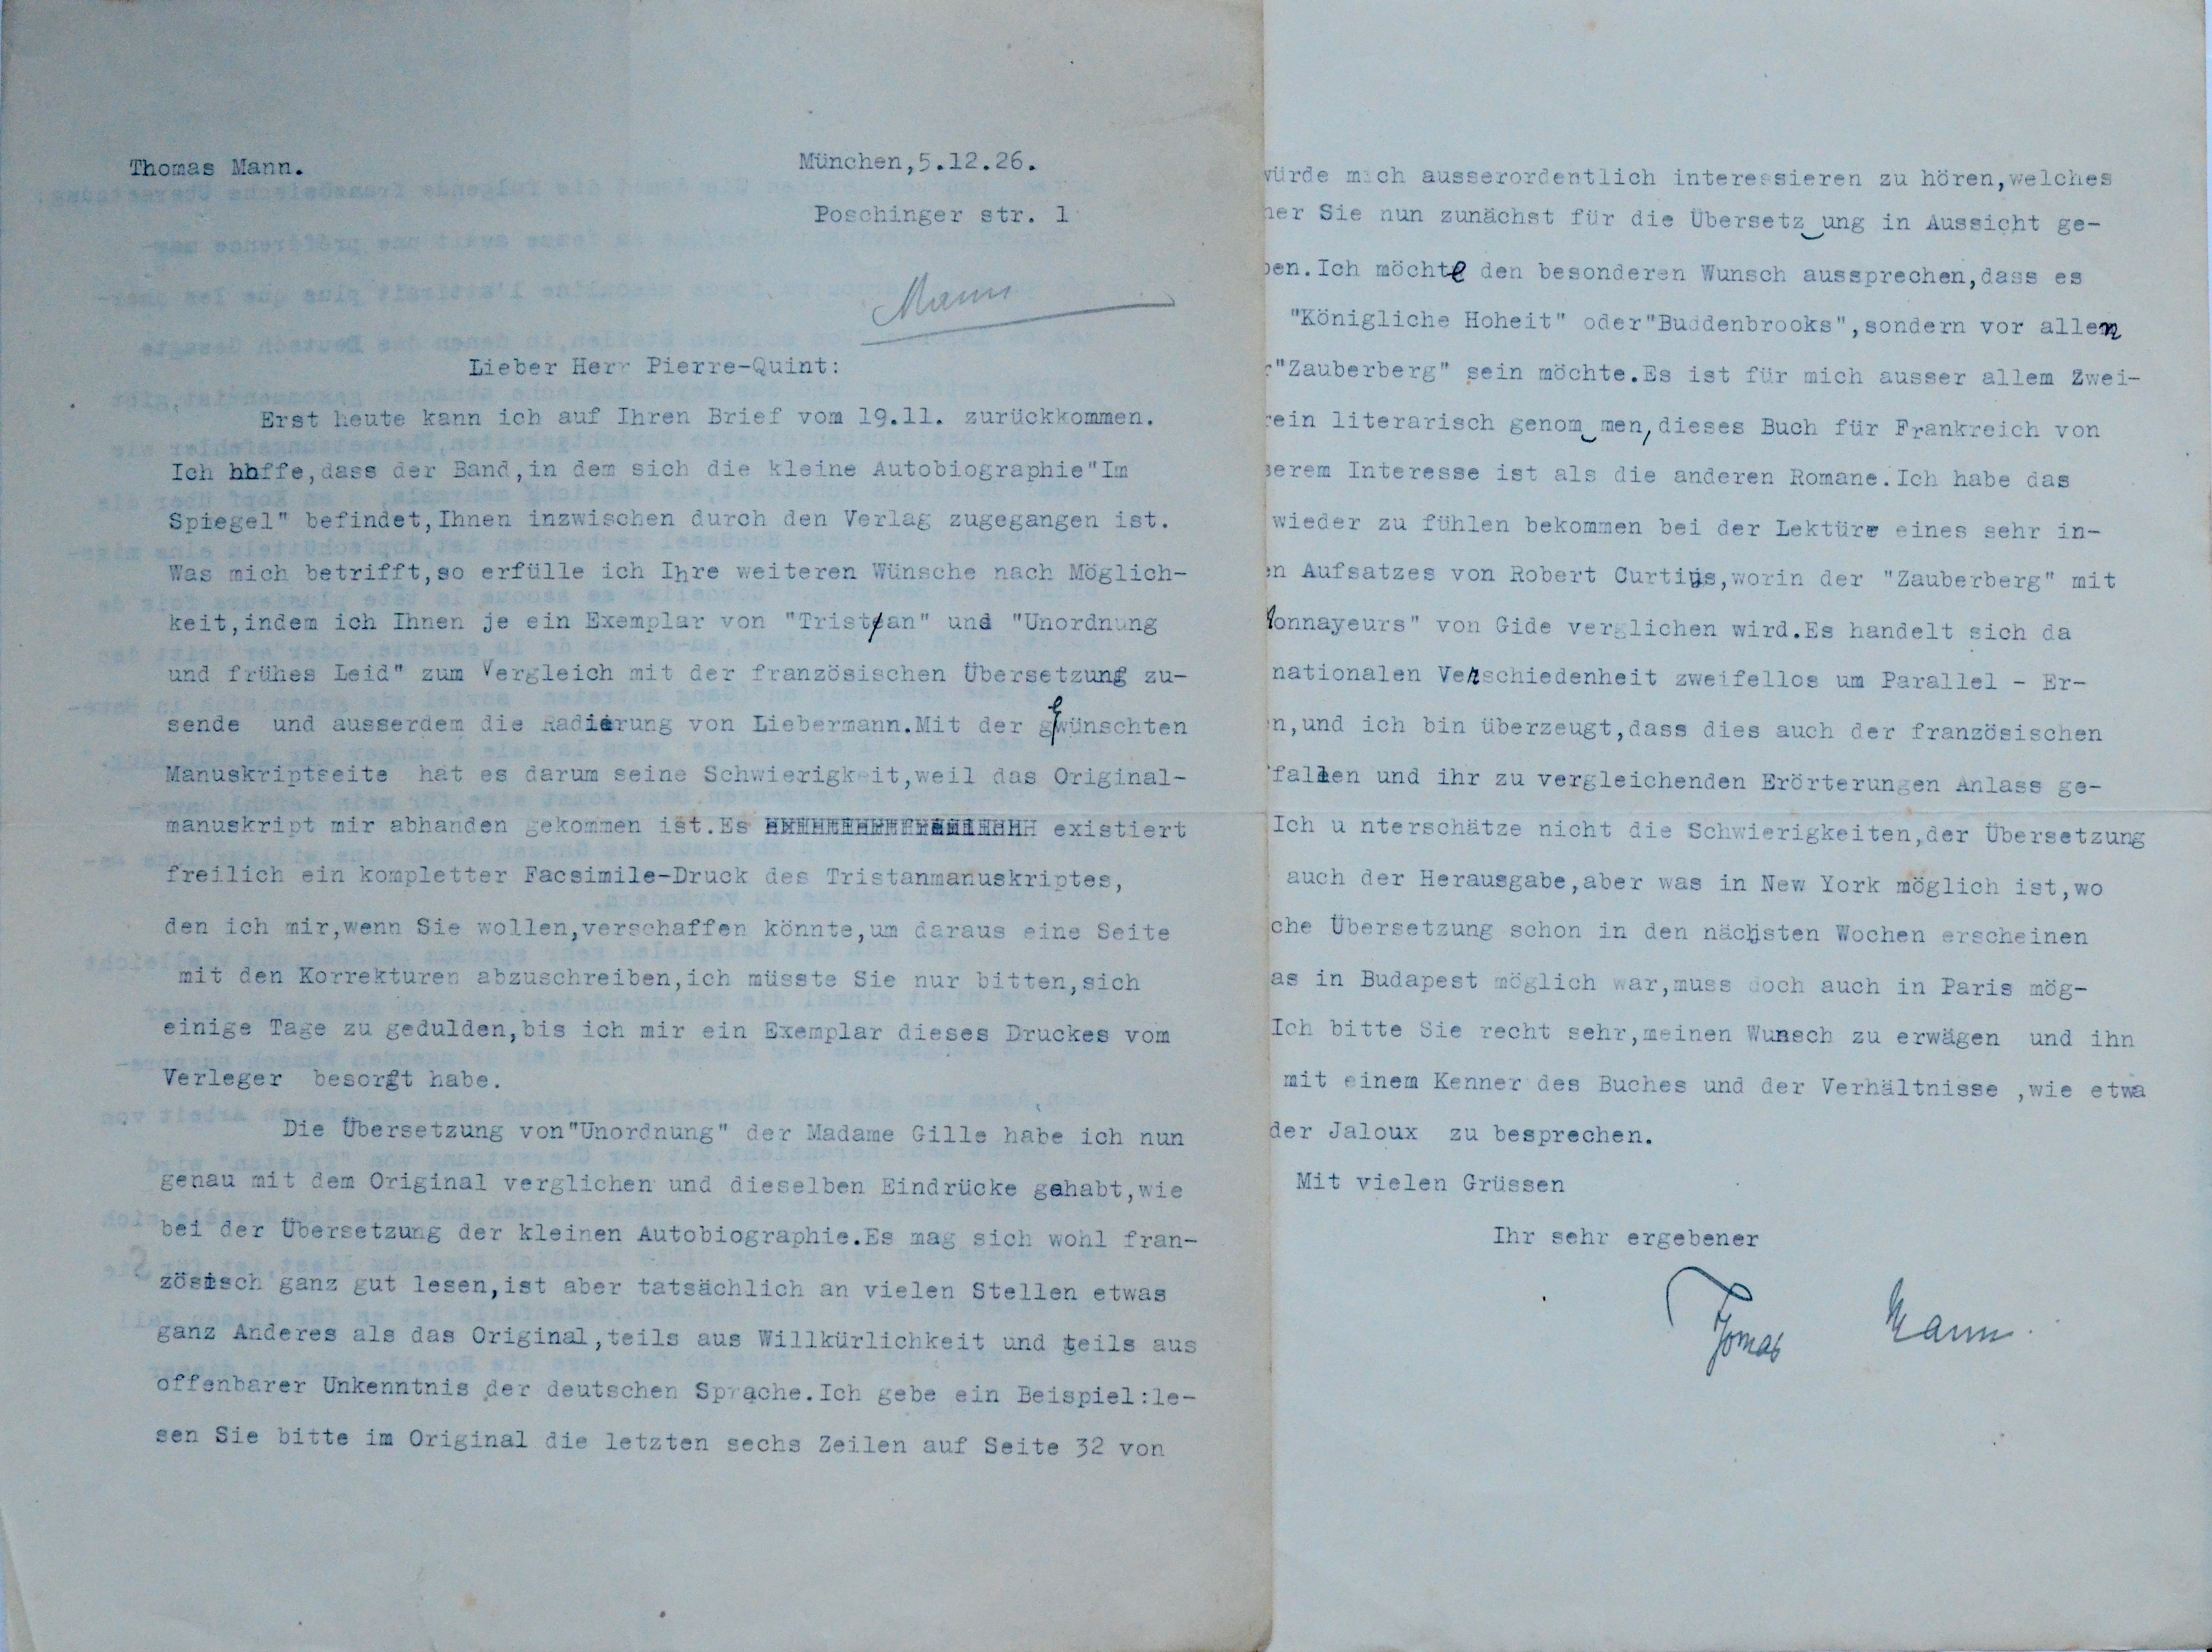 Thomas Mann.
München,5.12.26.
Poschinger str. 1
Mann
Lieber Herr Pierre-Quint:
Erst heute kann ich auf Ihren Brief vom 19.11. zurückkommen.
Ich hhffe,dass der Band,in dem sich die kleine Autobiographie"Im
Spiegel" befindet,Ihnen inzwischen durch den Verlag zugegangen ist.
Was mich betrifft,so erfülle ich Ihre weiteren Wünsche nach Möglich-
keit,indem ich Ihnen je ein Exemplar von "Tristan" und "Unordnung
und frühes Leid" zum Vergleich mit der französischen Übersetzung zu-
sende und ausserdem die Radierung von Liebermann.Mit der gewünschten
Manuskriptseite hat es darum seine Schwierigkeit,weil das Original-
manuskript mir abhanden gekommen ist.Es existiert
freilich ein kompletter Facsimile-Druck des Tristanmanuskriptes,
den ich mir,wenn Sie wollen,verschaffen könnte,um daraus eine Seite
mit den Korrekturen abzuschreiben,ich müsste Sie nur bitten,sich
einige Tage zu gedulden,bis ich mir ein Exemplar dieses Druckes vom
Verleger besorgt habe.
Die Übersetzung von"Unordnung" der Madame Gille habe ich nun
genau mit dem Original verglichen und dieselben Eindrücke gehabt,wie
bei der Übersetzung der kleinen Autobiographie.Es mag sich wohl fran-
zösisch ganz gut lesen,ist aber tatsächlich an vielen Stellen etwas
ganz Anderes als das Original,teils aus Willkürlichkeit und teils aus
offenbarer Unkenntnis der deutschen Sprache.Ich gebe ein Beispiel:le-
sen Sie bitte im Original die letzten sechs Zeilen auf Seite 32 von
würde mich ausserordentlich interessieren zu hören,welches
her Sie nun zunächst für die Übersetzung in Aussicht ge-
ben.Ich möchte den besonderen Wunsch aussprechen,dass es
"Königliche Hoheit" oder"Buddenbrooks",sondern vor allem
r"Zauberberg" sein möchte.Es ist für mich ausser allem Zwei-
rein literarisch genommen,dieses Buch für Frankreich von
serem Interesse ist als die anderen Romane.Ich habe das
wieder zu fühlen bekommen bei der Lektüre eines sehr in-
en Aufsatzes von Robert Curtius,worin der "Zauberberg" mit
Monnayeurs" von Gide verglichen wird.Es handelt sich da
nationalen Verschiedenheit zweifellos um Parallel - Er-
n,und ich bin überzeugt,dass dies auch der französischen
fallen und ihr zu vergleichenden Erörterungen Anlass ge-
Ich u nterschätze nicht die Schwierigkeiten,der Übersetzung
auch der Herausgabe,aber was in New York möglich ist,wo
che Übersetzung schon in den nächsten Wochen erscheinen
as in Budapest möglich war,muss doch auch in Paris mög-
Ich bitte Sie recht sehr,meinen Wunsch zu erwägen und ihn
mit einem Kenner des Buches und der Verhältnisse ,wie etwa
der Jaloux zu besprechen.
Mit vielen Grüssen
Ihr sehr ergebener
Thomas Mann.